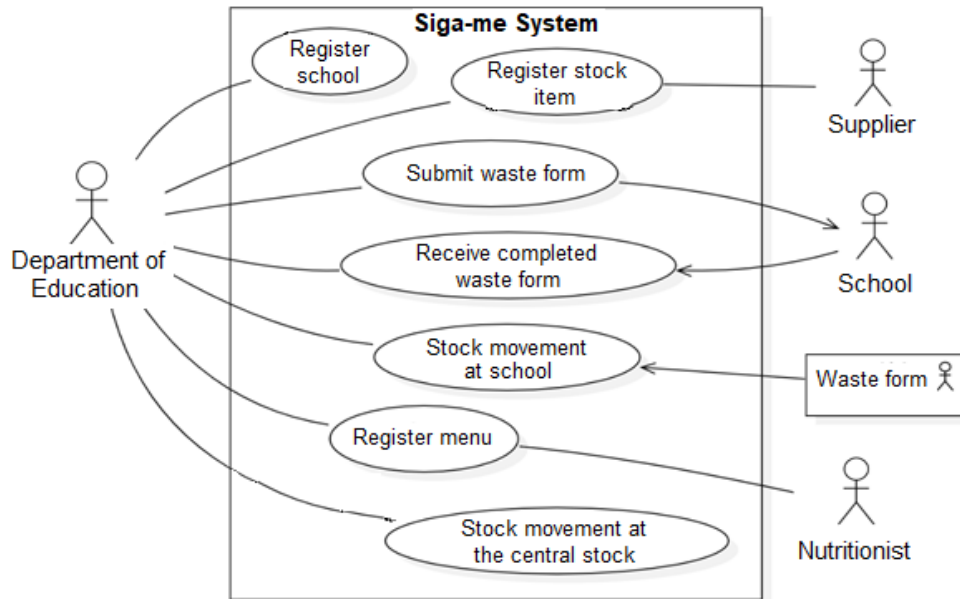 Siga-me System
Register
school
Register stock
item
Supplier
Submit waste form
Department of
Education
Receive completed
waste form
School
Stock movement
at school
Waste form
Register menu
Stock movement at
the central stock
Nutritionist